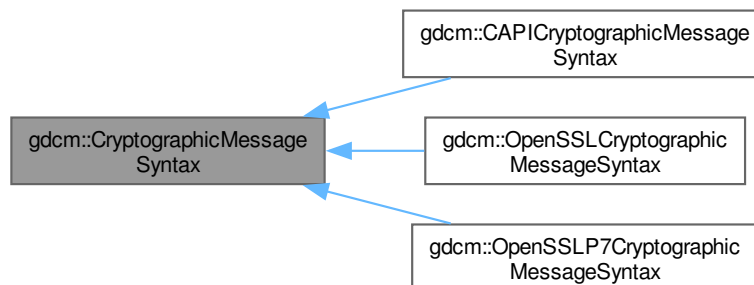 gdcm::CAPICryptographicMessage
Syntax
gdcm::CryptographicMessage
Syntax
gdcm::OpenSSLCryptographic
MessageSyntax
gdcm::OpenSSLP7Cryptographic
MessageSyntax